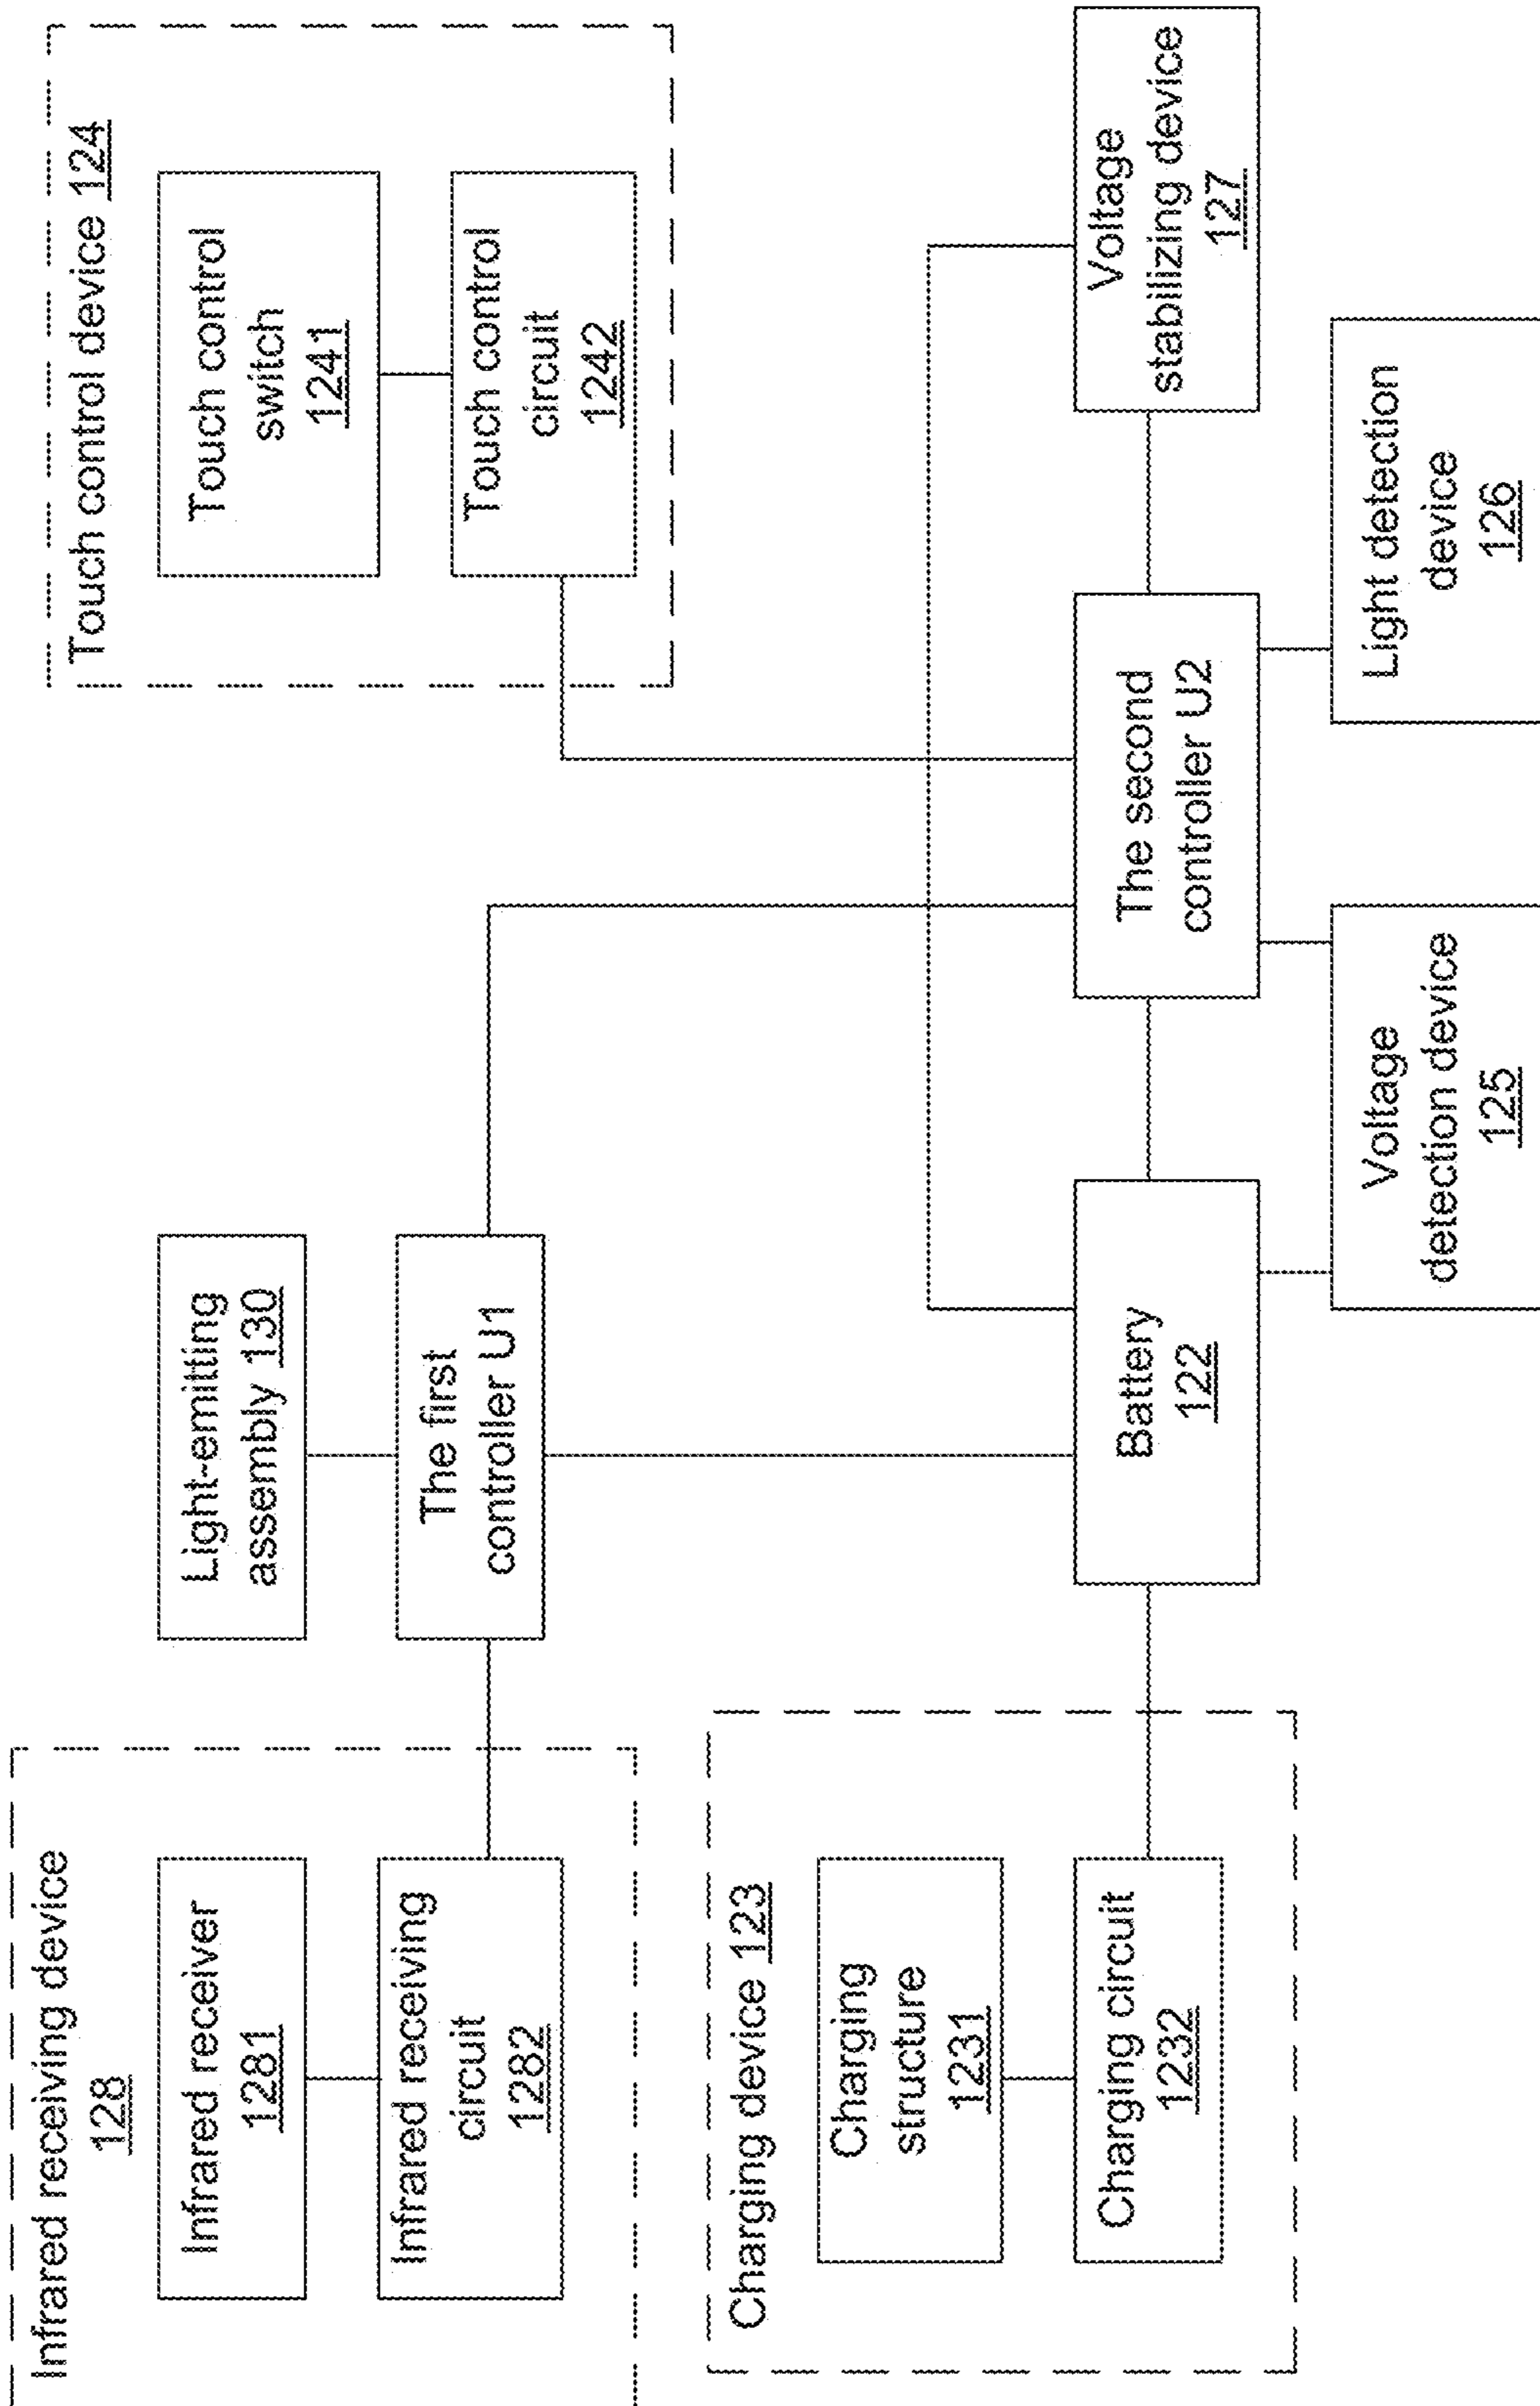 Infrared receiving device
128
Infrared receiver
1281
Infrared receiving
circuit
1282
Light-emitting
assembly 130
The first
controller U1
Touch control device 124
Touch control
switch
1241
Touch control
circuit
1242
Charging device 123
Charging
structure
1231
Charging circuit
1232
Battery
122
The second
controller U2
Voltage
stabilizing device
127
Voltage
detection device
125
Light detection
device
126